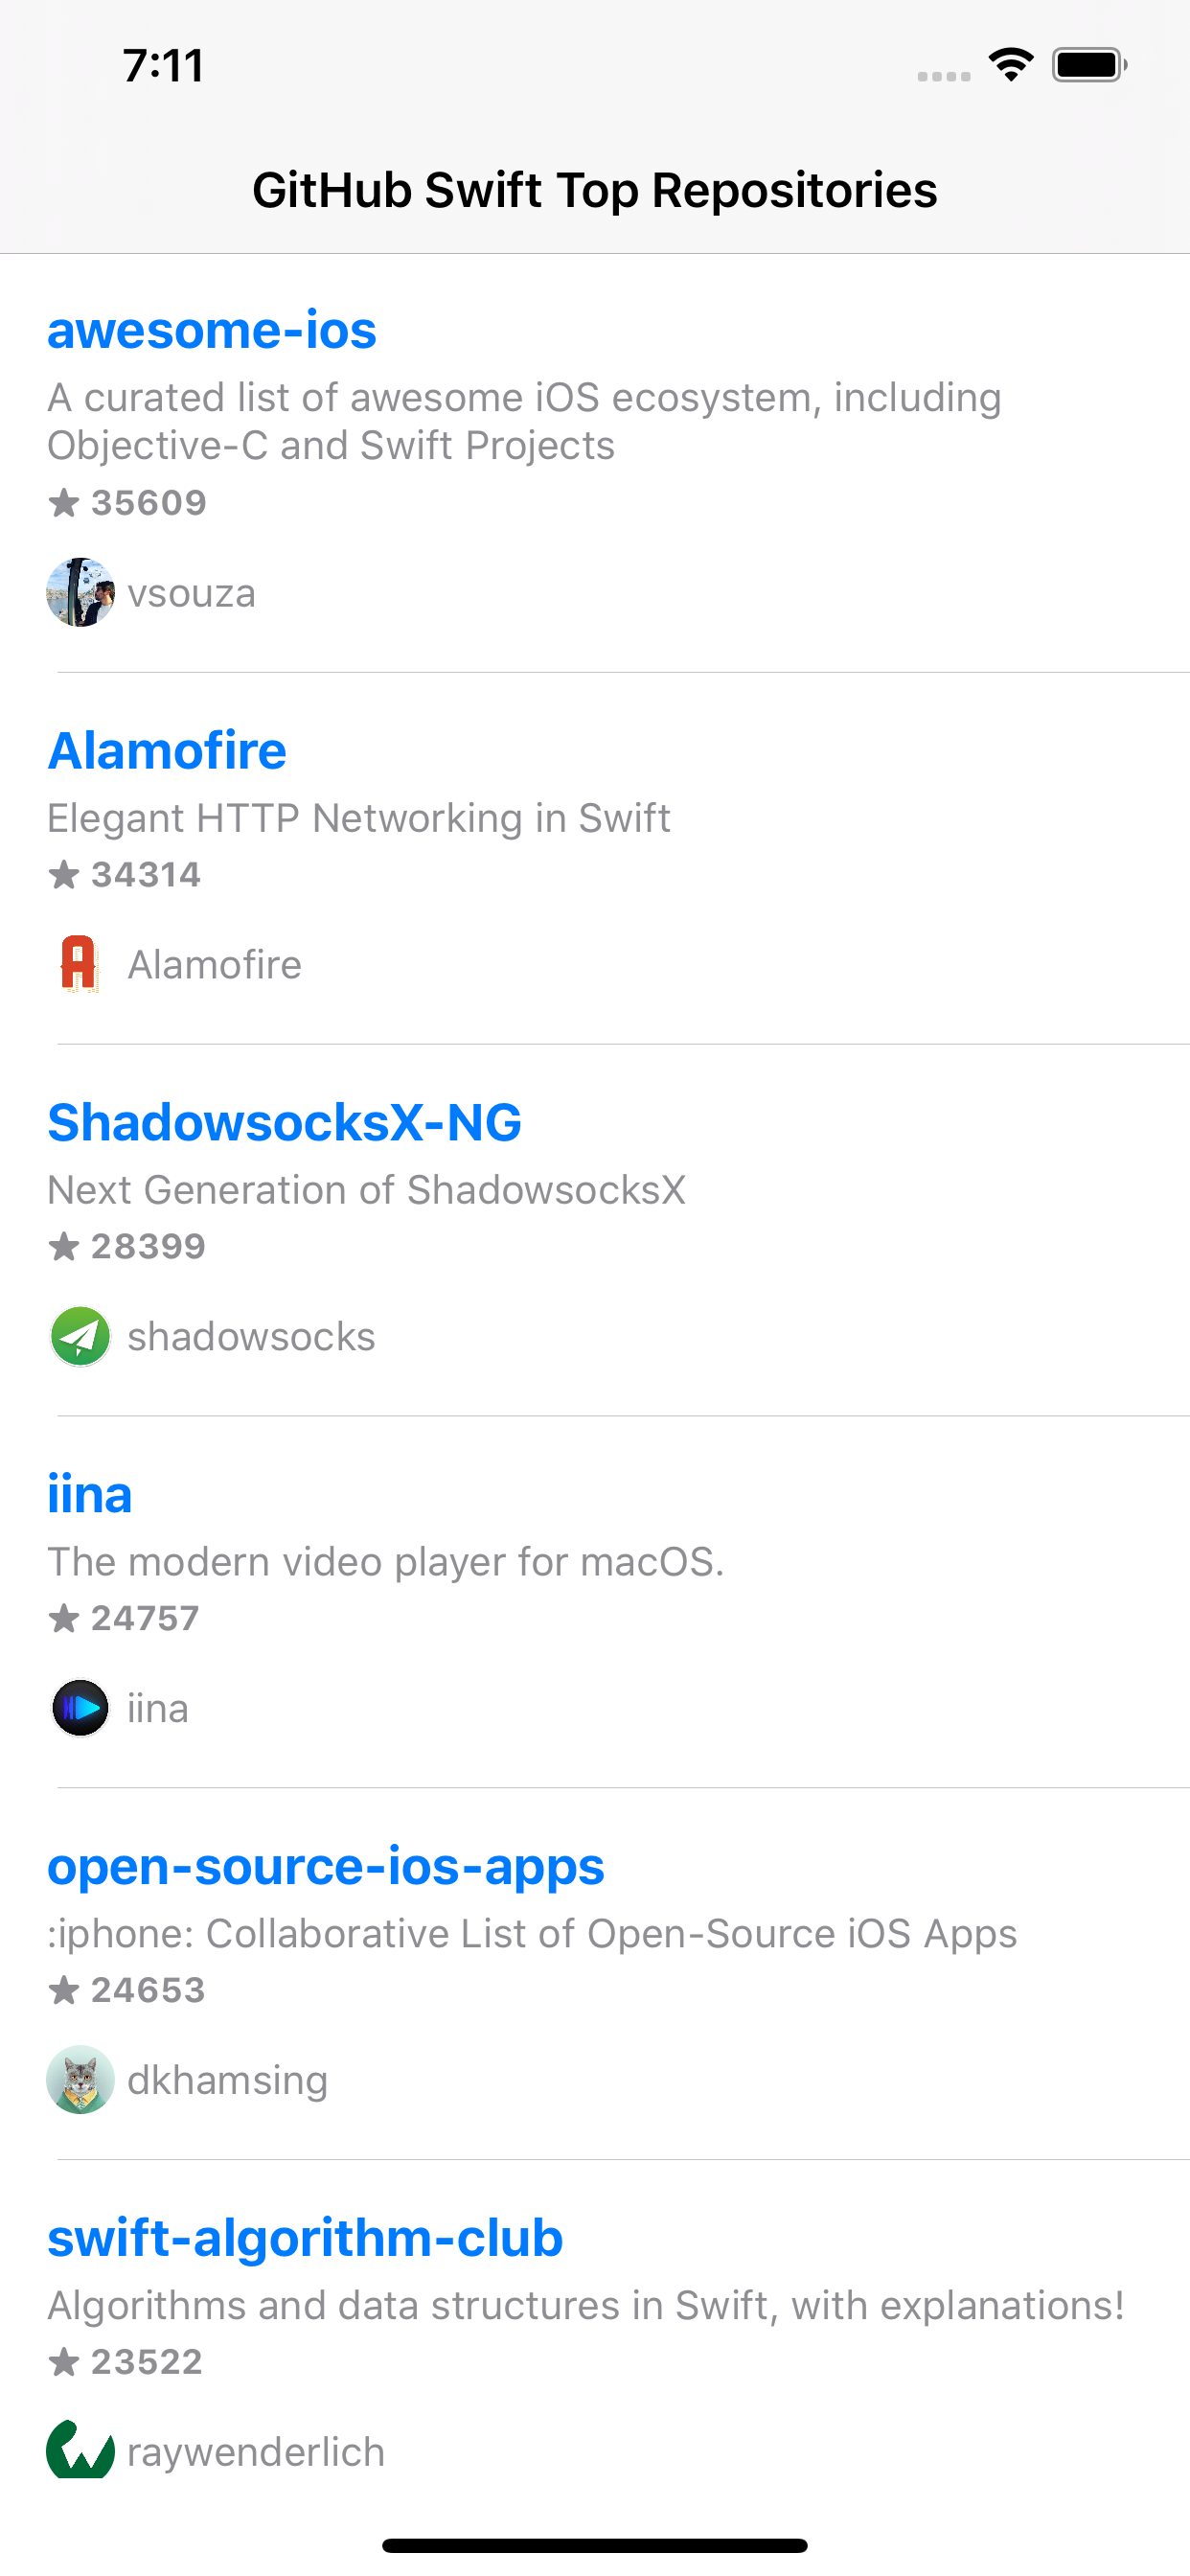 7:11
GitHub Swift Top Repositories
awesome-ios
A curated list of awesome iOS ecosystem, including
Objective-C and Swift Projects
★ 35609
vsouza
Alamofire
Elegant HTTP Networking in Swift
★ 34314
Alamofire
ShadowsocksX-NG
Next Generation of ShadowsocksX
★ 28399
shadowsocks
iina
The modern video player for macOS.
★ 24757
iina
open-source-ios-apps
:iphone: Collaborative List of Open-Source iOS Apps
★ 24653
dkhamsing
swift-algorithm-club
Algorithms and data structures in Swift, with explanations!
★ 23522
raywenderlich